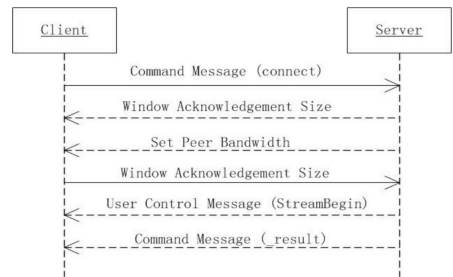 Client
Server
Command Message (connect)
Window Acknowledgement Size
Set Peer Bandwidth
Window Acknowledgement Size
User Control Message (StreamBegin)
Command Message (_result)